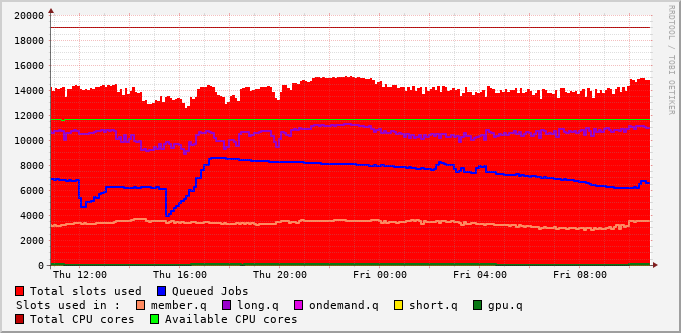 RRDTOOL / TOBI OETIKER
20000
18000
16000
14000
12000
10000
8000
6000
4000
2000
0
Thu 12:00 Thu 16:00 Thu 20:00 Fri 00:00 Fri 04:00 Fri 08:00
Total slots used Queued Jobs
Slots used in : member.q long.q ondemand.q short.q gpu.q
Total CPU cores Available CPU cores